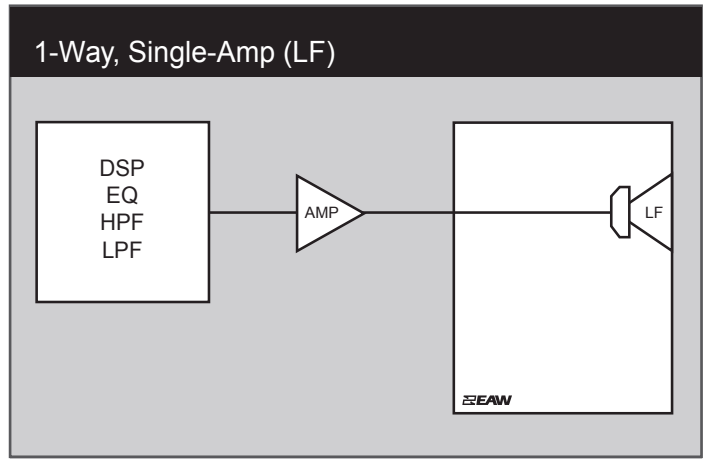 1-Way, Single-Amp (LF)
DSP
EQ
HPF
LPF
AMP
LF
EAW